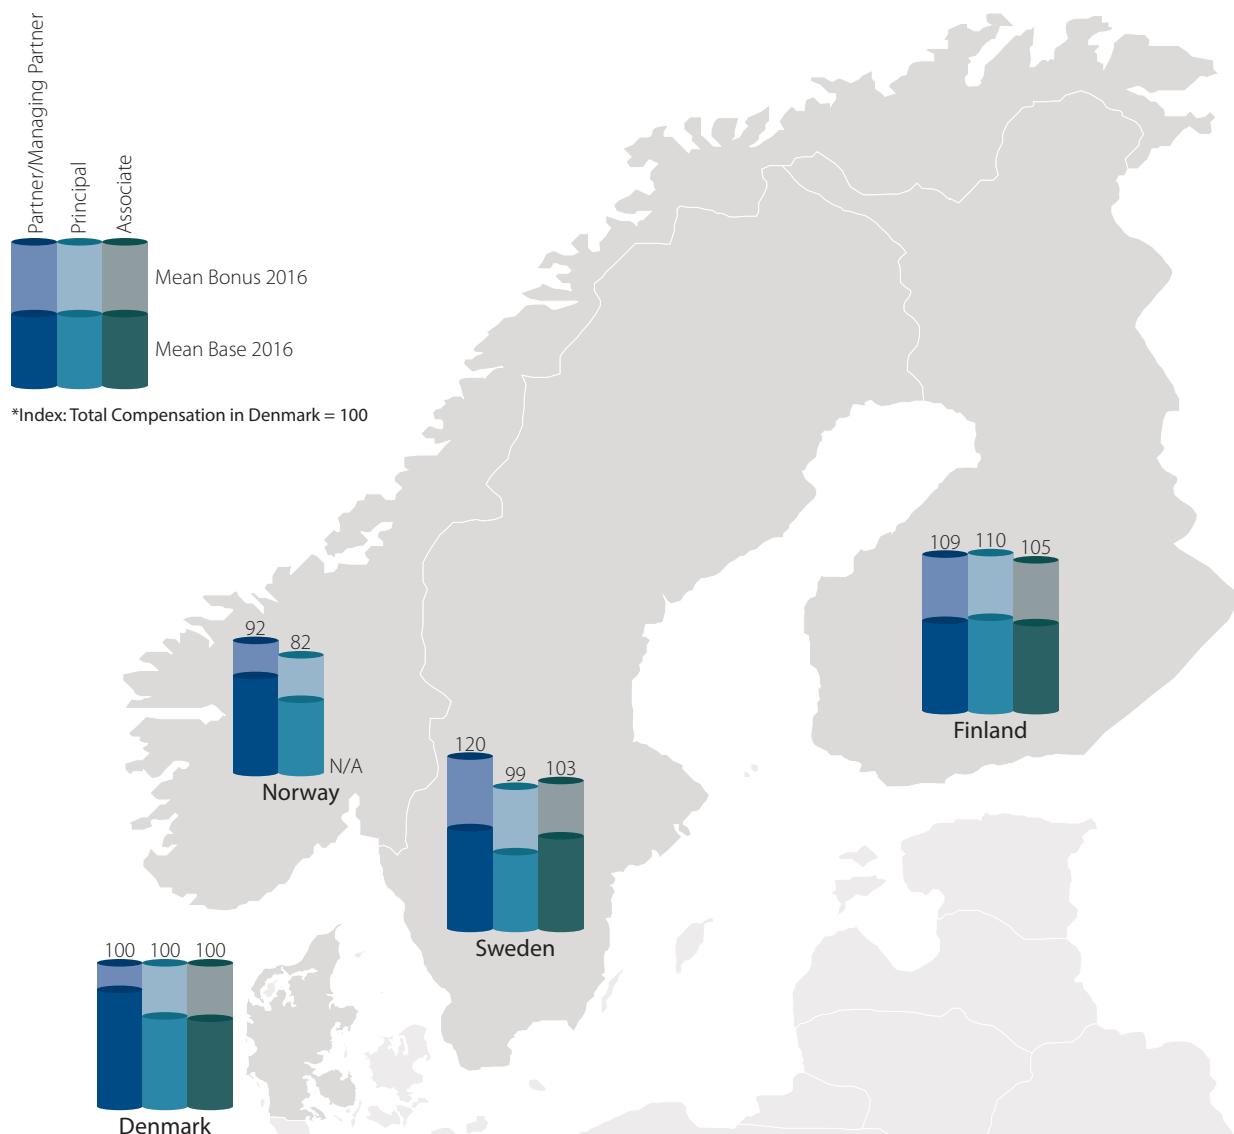 Partner/Managing Partner
Principal
Associate
Mean Bonus 2016
Mean Base 2016
*Index: Total Compensation in Denmark = 100
109
110
105
Finland
92
82
N/A
Norway
120
99
103
Sweden
100
100
100
Denmark